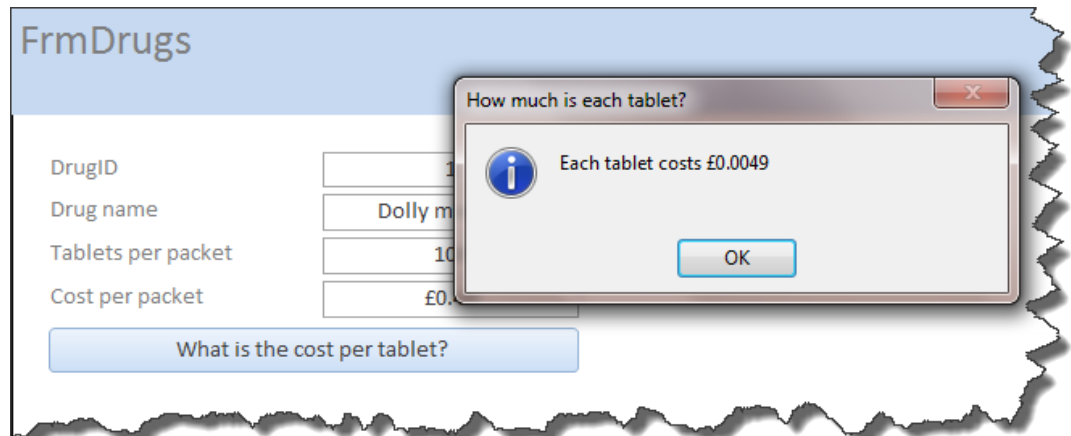 FrmDrugs
How much is each tablet?
Each tablet costs £0.0049
OK
DrugID
Drug name Dolly
Tablets per packet
Cost per packet
What is the cost per tablet?